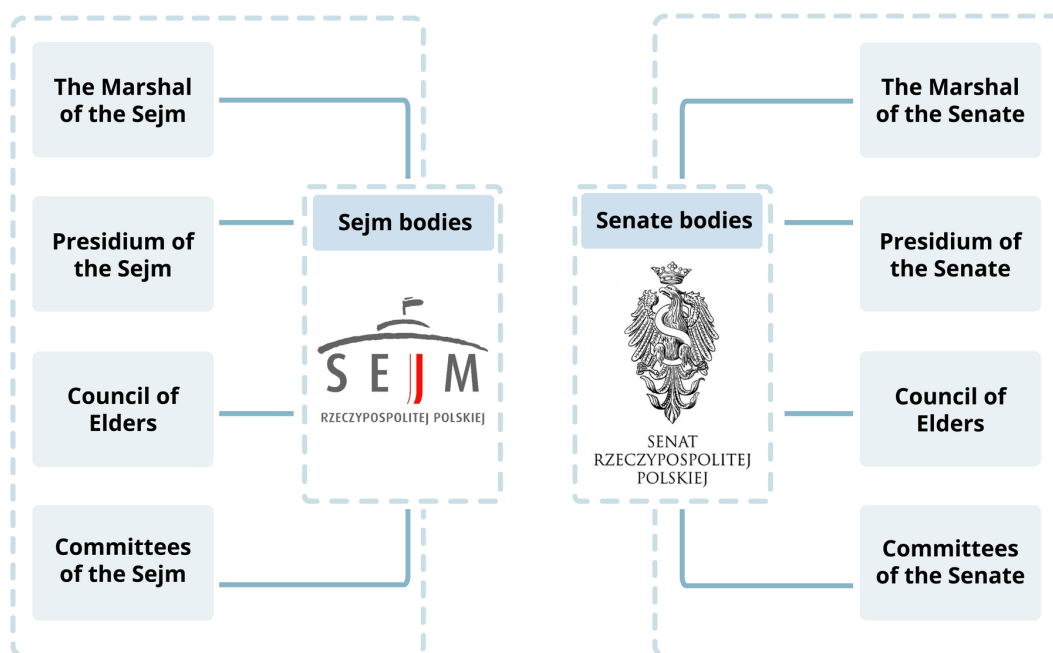 The Marshal
of the Sejm
Presidium of
the Sejm
Council of
Elders
Committees
of the Sejm
Sejm bodies
SEJM
RZECZYPOSPOLITEJ POLSKIEJ
Senate bodies
SENAT
RZECZYPOSPOLITEJ
POLSKIEJ
The Marshal
of the Senate
Presidium of
the Senate
Council of
Elders
Committees
of the Senate